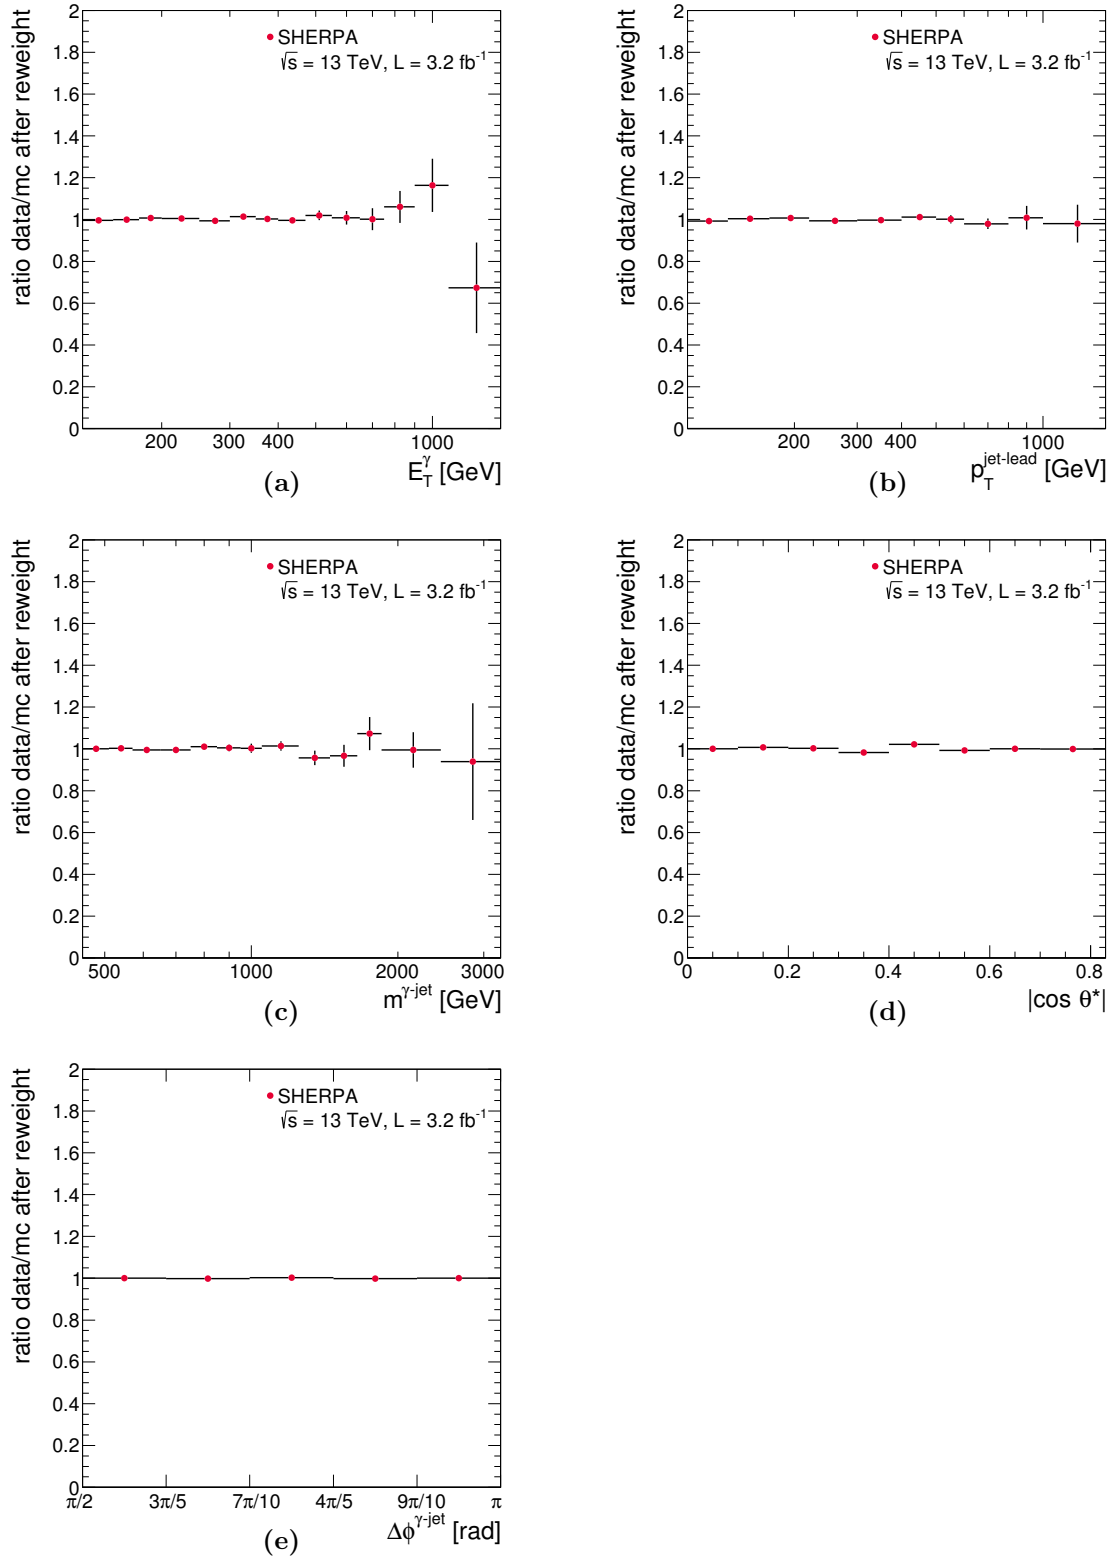 ratio data/mc after reweight
2
1.8
1.6
1.4
1.2
1
0.8
0.6
0.4
0.2
0
SHERPA
√s = 13 TeV, L = 3.2 fb⁻¹
200 300 400 1000
E_T^γ [GeV]
(a)
ratio data/mc after reweight
2
1.8
1.6
1.4
1.2
1
0.8
0.6
0.4
0.2
0
SHERPA
√s = 13 TeV, L = 3.2 fb⁻¹
200 300 400 1000
p_T^jet-lead [GeV]
(b)
ratio data/mc after reweight
2
1.8
1.6
1.4
1.2
1
0.8
0.6
0.4
0.2
0
SHERPA
√s = 13 TeV, L = 3.2 fb⁻¹
500 1000 2000 3000
m^γ-jet [GeV]
(c)
ratio data/mc after reweight
2
1.8
1.6
1.4
1.2
1
0.8
0.6
0.4
0.2
0
SHERPA
√s = 13 TeV, L = 3.2 fb⁻¹
0 0.2 0.4 0.6 0.8
|cos θ*|
(d)
ratio data/mc after reweight
2
1.8
1.6
1.4
1.2
1
0.8
0.6
0.4
0.2
0
SHERPA
√s = 13 TeV, L = 3.2 fb⁻¹
π/2 3π/5 7π/10 4π/5 9π/10 π
Δϕ^γ-jet [rad]
(e)